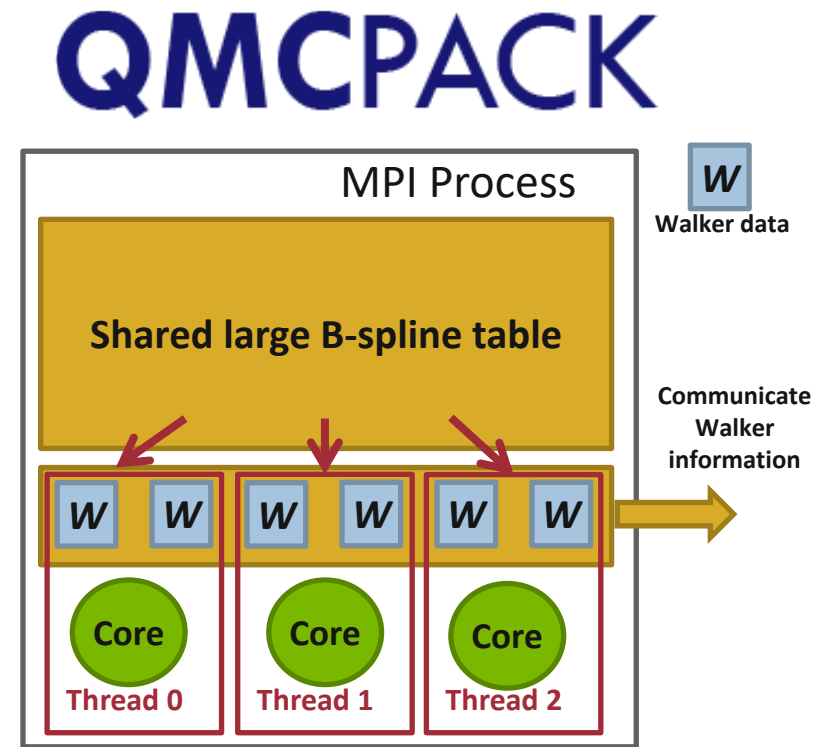 QMCPACK
MPI Process
W
Walker data
Shared large B-spline table
Communicate
Walker
information
W W W W W W
Core Core Core
Thread 0 Thread 1 Thread 2